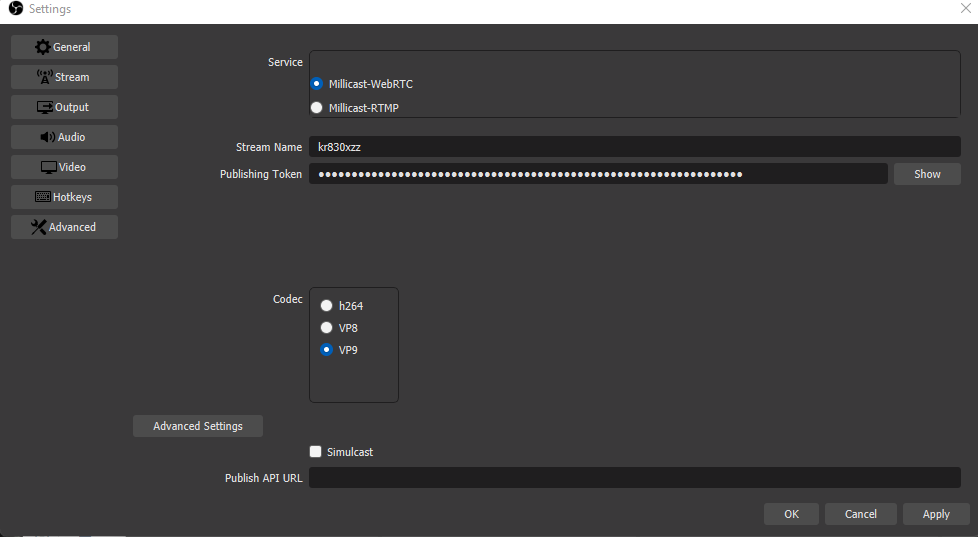 Settings
General
Stream
Output
Audio
Video
Hotkeys
Advanced
Service
Millicast-WebRTC
Millicast-RTMP
Stream Name kr830xzz
Publishing Token ●●●●●●●●●●●●●●●●●●●●●●●●●●●●●●●●●●●●●●●●●●●●●●●●●●●●●●●●●●●●●●●● Show
Codec
h264
VP8
VP9
Advanced Settings
Simulcast
Publish API URL
OK Cancel Apply